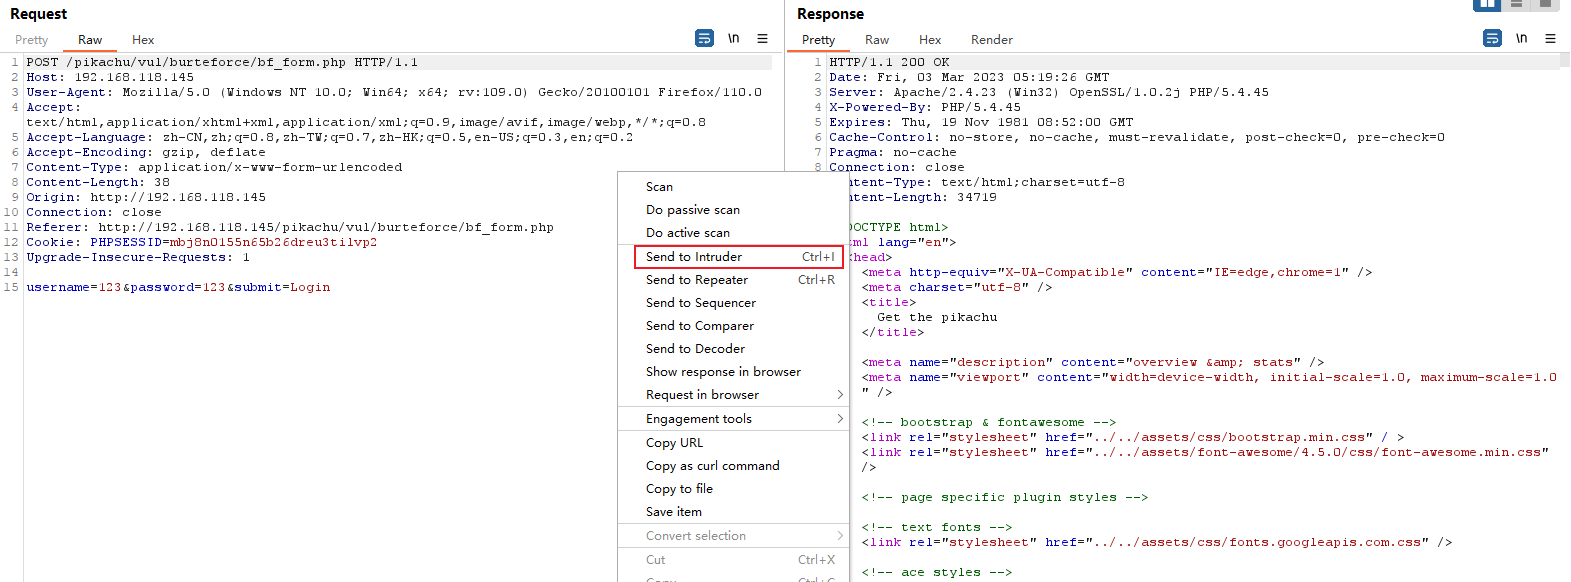 Request
Pretty Raw Hex
\n
1 POST /pikachu/vul/burteforce/bf_form.php HTTP/1.1
2 Host: 192.168.118.145
3 User-Agent: Mozilla/5.0 (Windows NT 10.0; Win64; x64; rv:109.0) Gecko/20100101 Firefox/110.0
4 Accept:
text/html,application/xhtml+xml,application/xml;q=0.9,image/avif,image/webp,*/*;q=0.8
5 Accept-Language: zh-CN,zh;q=0.8,zh-TW;q=0.7,zh-HK;q=0.5,en-US;q=0.3,en;q=0.2
6 Accept-Encoding: gzip, deflate
7 Content-Type: application/x-www-form-urlencoded
8 Content-Length: 38
9 Origin: http://192.168.118.145
10 Connection: close
11 Referer: http://192.168.118.145/pikachu/vul/burteforce/bf_form.php
12 Cookie: PHPSESSID=mbj8n0155n65b26dreu3tilvp2
13 Upgrade-Insecure-Requests: 1
14
15 username=123&password=123&submit=Login
Scan
Do passive scan
Do active scan
Send to Intruder Ctrl+I
Send to Repeater Ctrl+R
Send to Sequencer
Send to Comparer
Send to Decoder
Show response in browser
Request in browser >
Engagement tools >
Copy URL
Copy as curl command
Copy to file
Save item
Convert selection >
Cut Ctrl+X
Response
Pretty Raw Hex Render
\n
1 HTTP/1.1 200 OK
2 Date: Fri, 03 Mar 2023 05:19:26 GMT
3 Server: Apache/2.4.23 (Win32) OpenSSL/1.0.2j PHP/5.4.45
4 X-Powered-By: PHP/5.4.45
5 Expires: Thu, 19 Nov 1981 08:52:00 GMT
6 Cache-Control: no-store, no-cache, must-revalidate, post-check=0, pre-check=0
7 Pragma: no-cache
8 Connection: close
ontent-Type: text/html;charset=utf-8
ontent-Length: 34719
DOCTYPE html>
tml lang="en">
head>
<meta http-equiv="X-UA-Compatible" content="IE=edge,chrome=1" />
<meta charset="utf-8" />
<title>
Get the pikachu
</title>
<meta name="description" content="overview &amp; stats" />
<meta name="viewport" content="width=device-width, initial-scale=1.0, maximum-scale=1.0
" />
<!-- bootstrap & fontawesome -->
<link rel="stylesheet" href="../../assets/css/bootstrap.min.css" / >
<link rel="stylesheet" href="../../assets/font-awesome/4.5.0/css/font-awesome.min.css"
/>
<!-- page specific plugin styles -->
<!-- text fonts -->
<link rel="stylesheet" href="../../assets/css/fonts.googleapis.com.css" />
<!-- ace styles -->